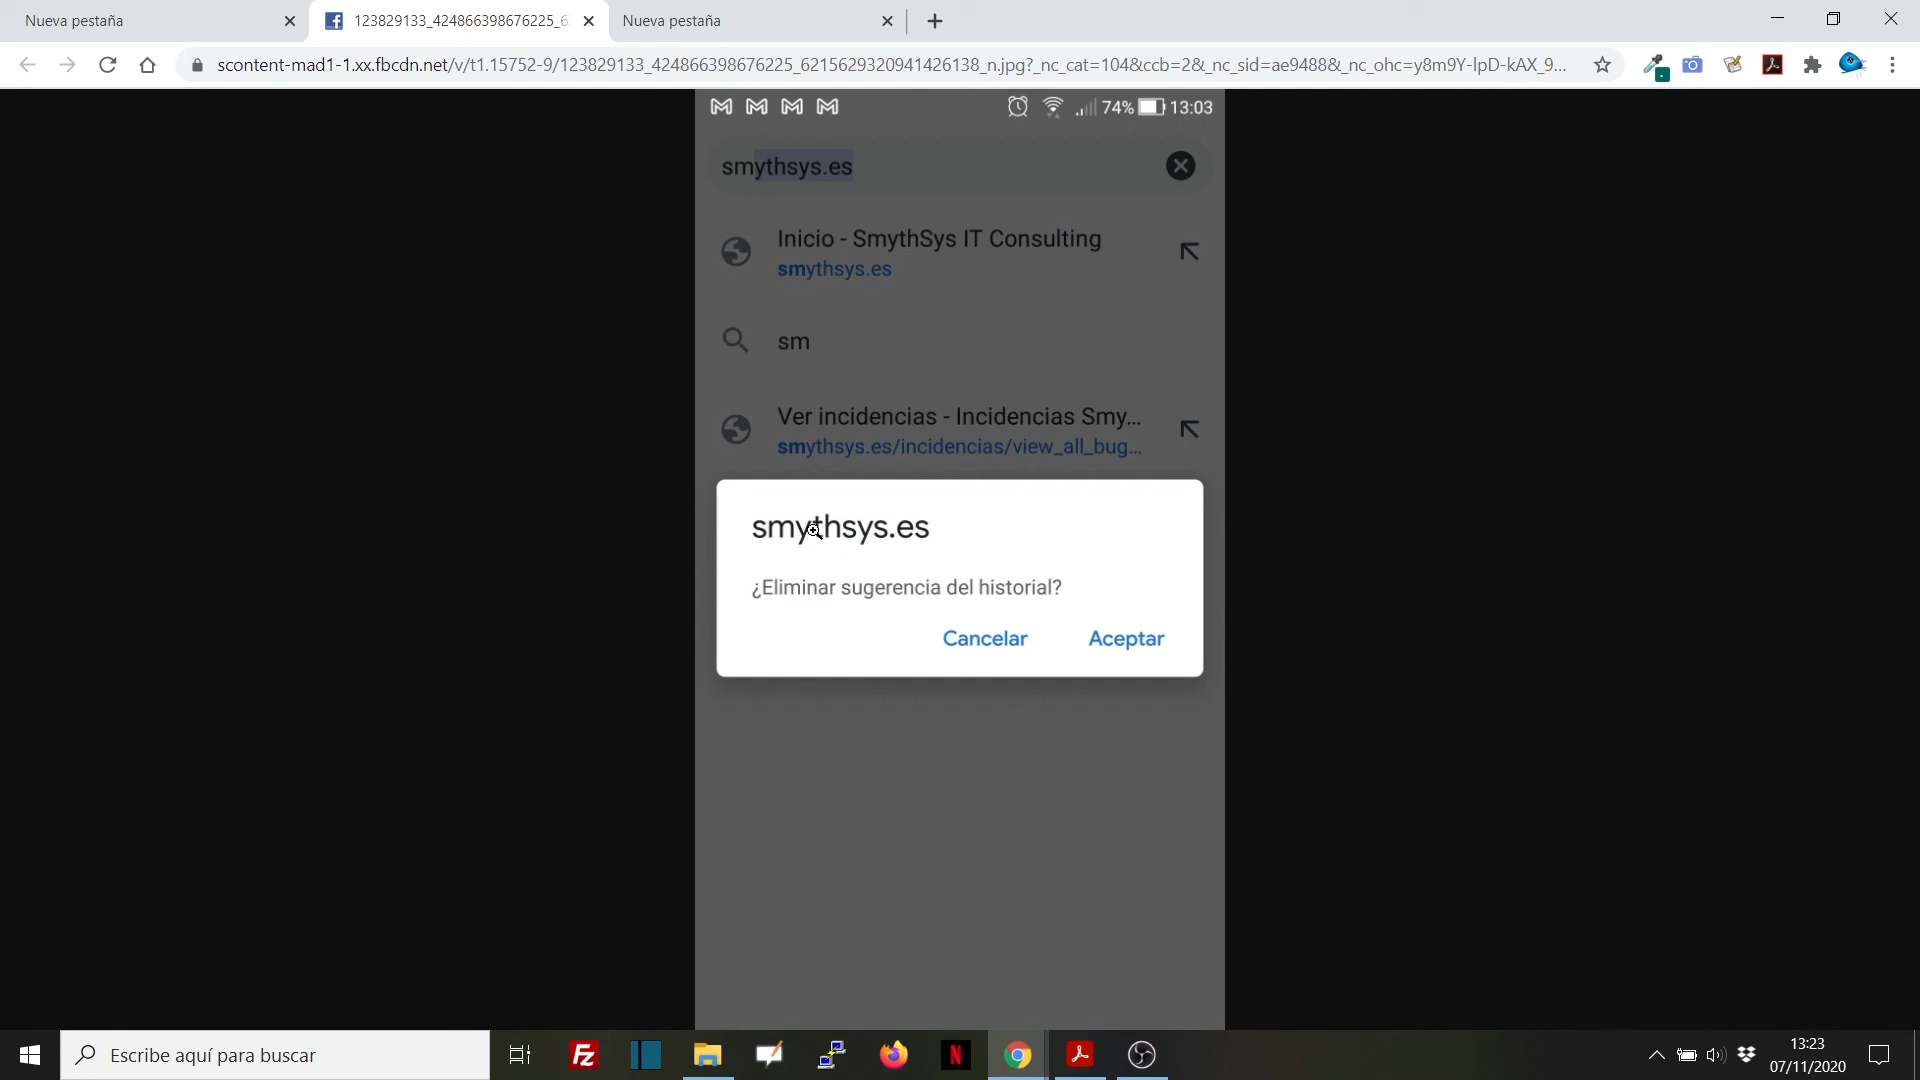 Nueva pestaña
123829133_424866398676225_6
Nueva pestaña
scontent-mad1-1.xx.fbcdn.net/v/t1.15752-9/123829133_424866398676225_6215629320941426138_n.jpg?_nc_cat=104&ccb=2&_nc_sid=ae9488&_nc_ohc=y8m9Y-lpD-kAX_9...
74% 13:03
smythsys.es
Inicio - SmythSys IT Consulting
smythsys.es
sm
Ver incidencias - Incidencias Smy...
smythsys.es/incidencias/view_all_bug...
smythsys.es
¿Eliminar sugerencia del historial?
Cancelar Aceptar
Escribe aquí para buscar
13:23
07/11/2020